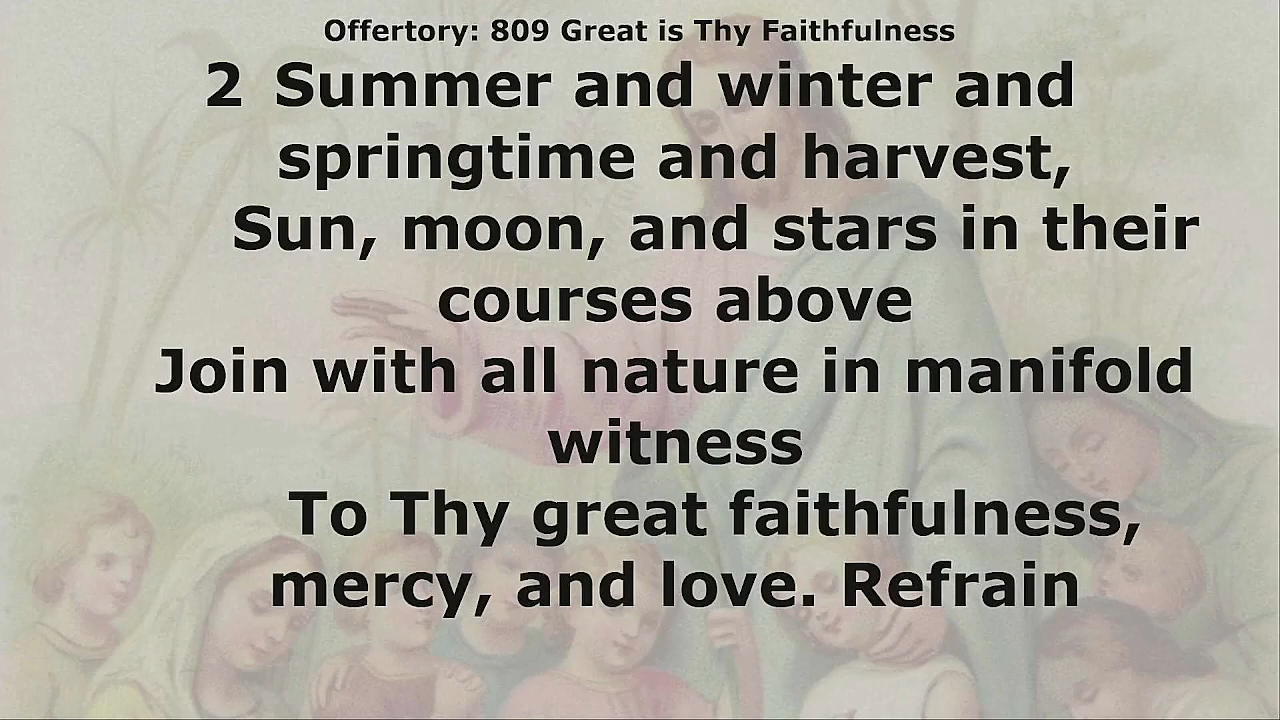 Offertory: 809 Great is Thy Faithfulness
2 Summer and winter and
springtime and harvest,
Sun, moon, and stars in their
courses above
Join with all nature in manifold
witness
To Thy great faithfulness,
mercy, and love. Refrain